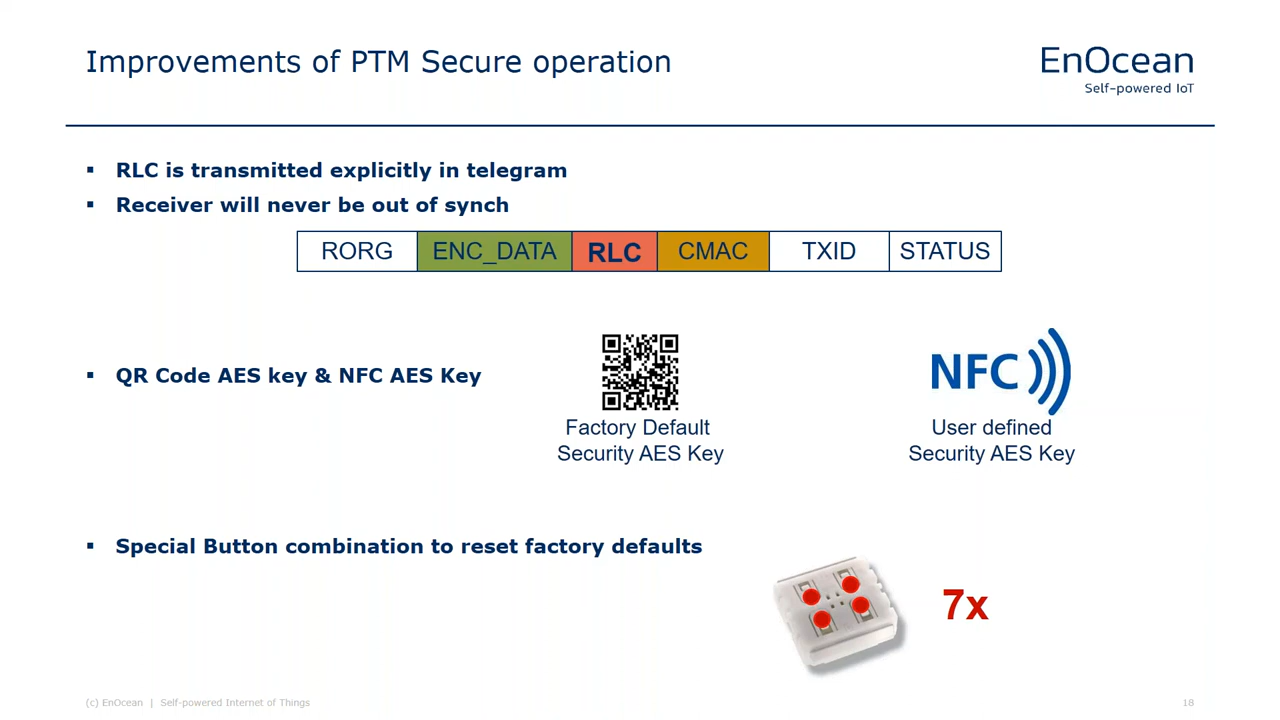 Improvements of PTM Secure operation
EnOcean
Self-powered IoT
▪ RLC is transmitted explicitly in telegram
▪ Receiver will never be out of synch
RORG ENC_DATA RLC CMAC TXID STATUS
▪ QR Code AES key & NFC AES Key
NFC
Factory Default
Security AES Key
User defined
Security AES Key
▪ Special Button combination to reset factory defaults
7x
(c) EnOcean | Self-powered Internet of Things
18